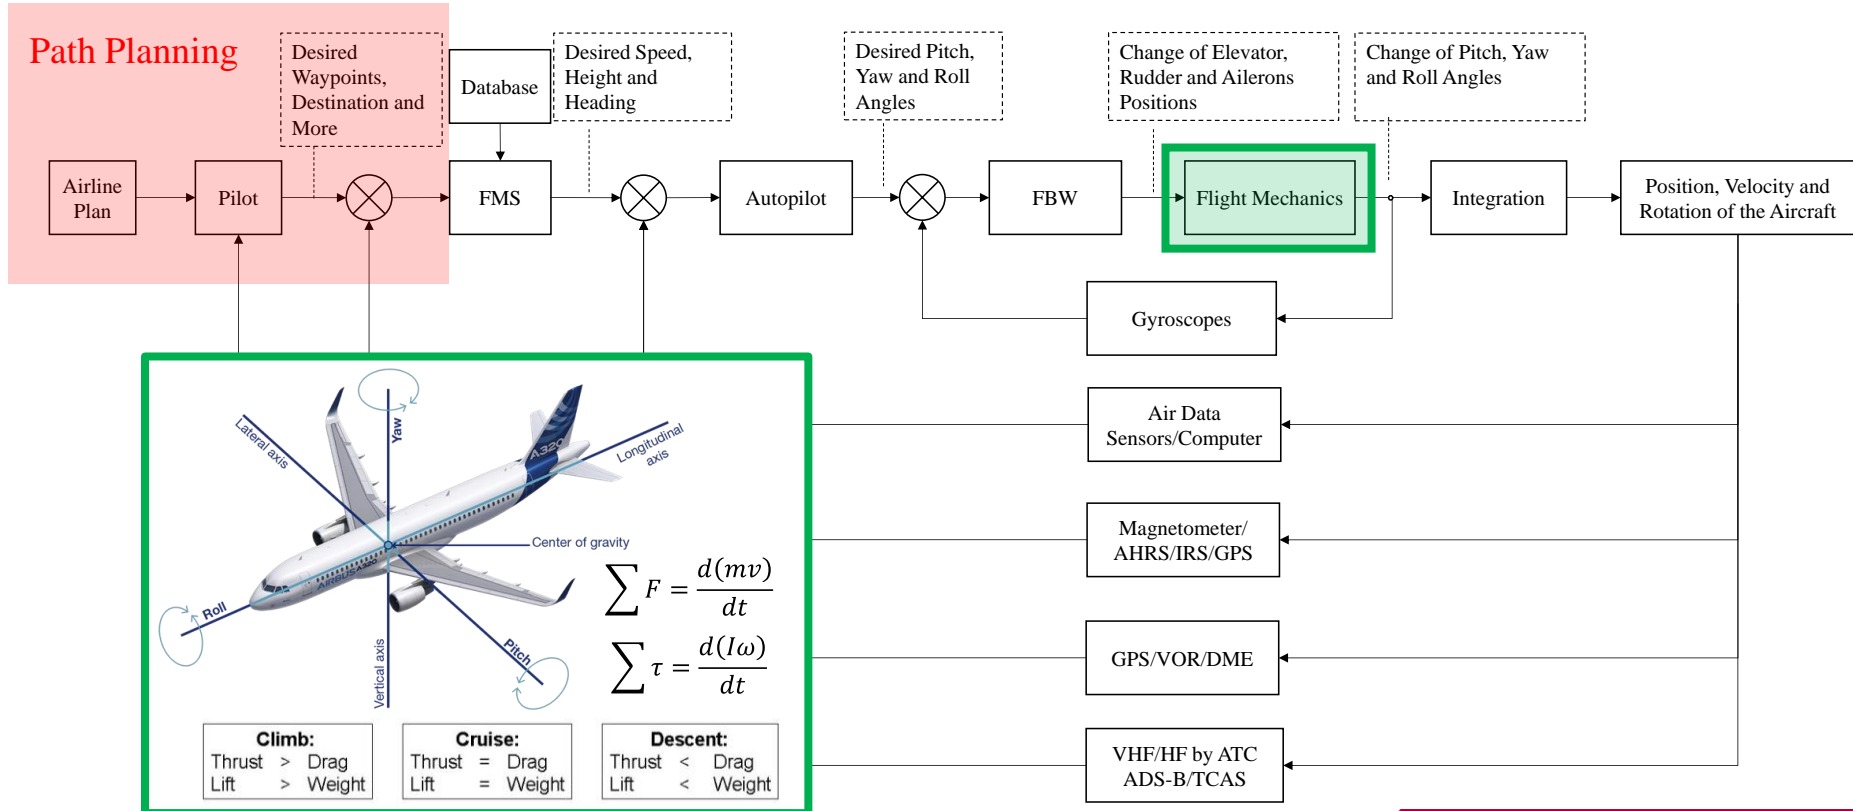 Path Planning
Desired
Waypoints,
Destination and
More
Database
Desired Speed,
Height and
Heading
Desired Pitch,
Yaw and Roll
Angles
Change of Elevator,
Rudder and Ailerons
Positions
Change of Pitch, Yaw
and Roll Angles
Airline
Plan
Pilot
FMS
Autopilot
FBW
Flight Mechanics
Integration
Position, Velocity and
Rotation of the Aircraft
Gyroscopes
Air Data
Sensors/Computer
Magnetometer/
AHRS/IRS/GPS
GPS/VOR/DME
VHF/HF by ATC
ADS-B/TCAS
Lateral axis
Yaw
A320
Longitudinal
axis
Center of gravity
AIRBUS A320
Roll
Pitch
Vertical axis
∑ F = d(mv)/dt
∑ τ = d(Iω)/dt
Climb:
Thrust > Drag
Lift > Weight
Cruise:
Thrust = Drag
Lift = Weight
Descent:
Thrust < Drag
Lift < Weight